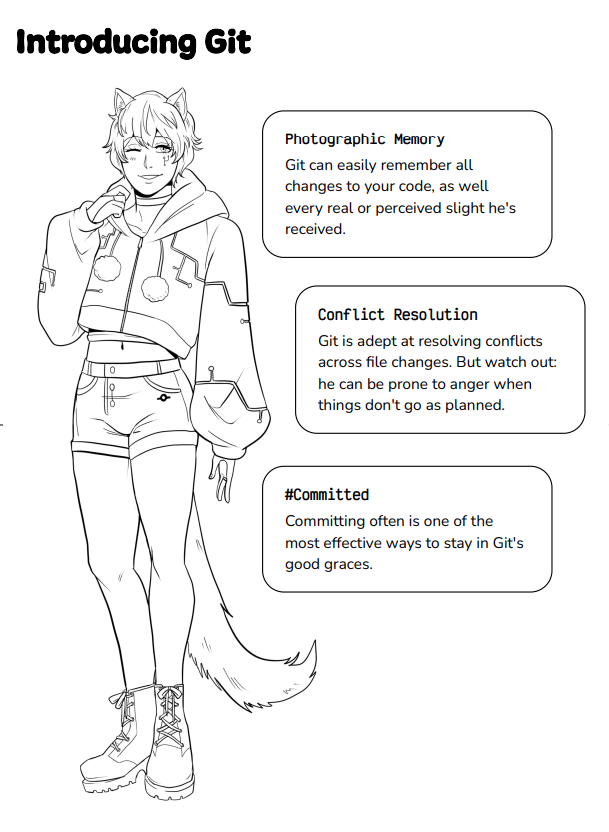 Introducing Git
Photographic Memory
Git can easily remember all
changes to your code, as well
every real or perceived slight he's
received.
Conflict Resolution
Git is adept at resolving conflicts
across file changes. But watch out:
he can be prone to anger when
things don't go as planned.
#Committed
Committing often is one of the
most effective ways to stay in Git's
good graces.